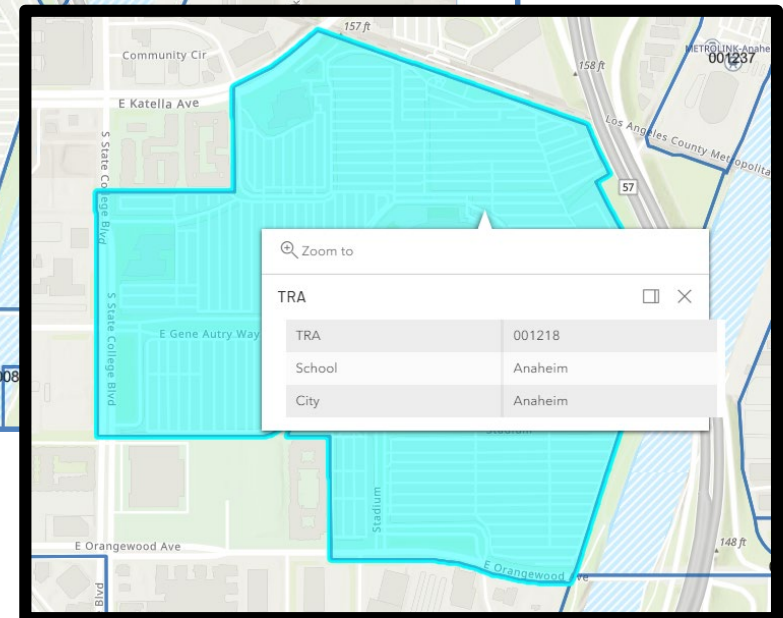 157 ft
Community Cir
METROLINK-Anahe
001237
158 ft
E Katella Ave
Los Angeles County Metropolita
S State College Blvd
57
Zoom to
TRA
TRA 001218
School Anaheim
City Anaheim
E Gene Autry Way
S State College Blvd
008
Stadium
Stadium
E Orangewood Ave
E Orangewood Ave
148 ft
Blvd